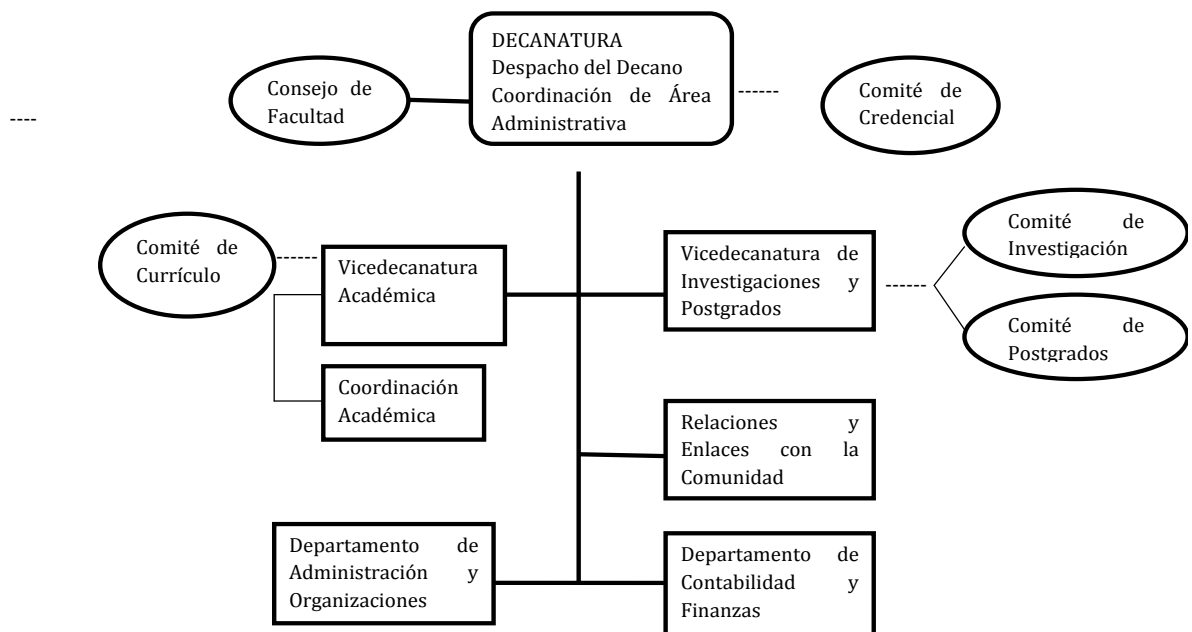 DECANATURA
Despacho del Decano
Coordinación de Área
Administrativa
Consejo de
Facultad
------
Comité de
Credencial
----
Comité de
Currículo
------
Vicedecanatura
Académica
Vicedecanatura de
Investigaciones y
Postgrados
------
Comité de
Investigación
Comité de
Postgrados
Coordinación
Académica
Relaciones y
Enlaces con la
Comunidad
Departamento de
Administración y
Organizaciones
Departamento de
Contabilidad y
Finanzas